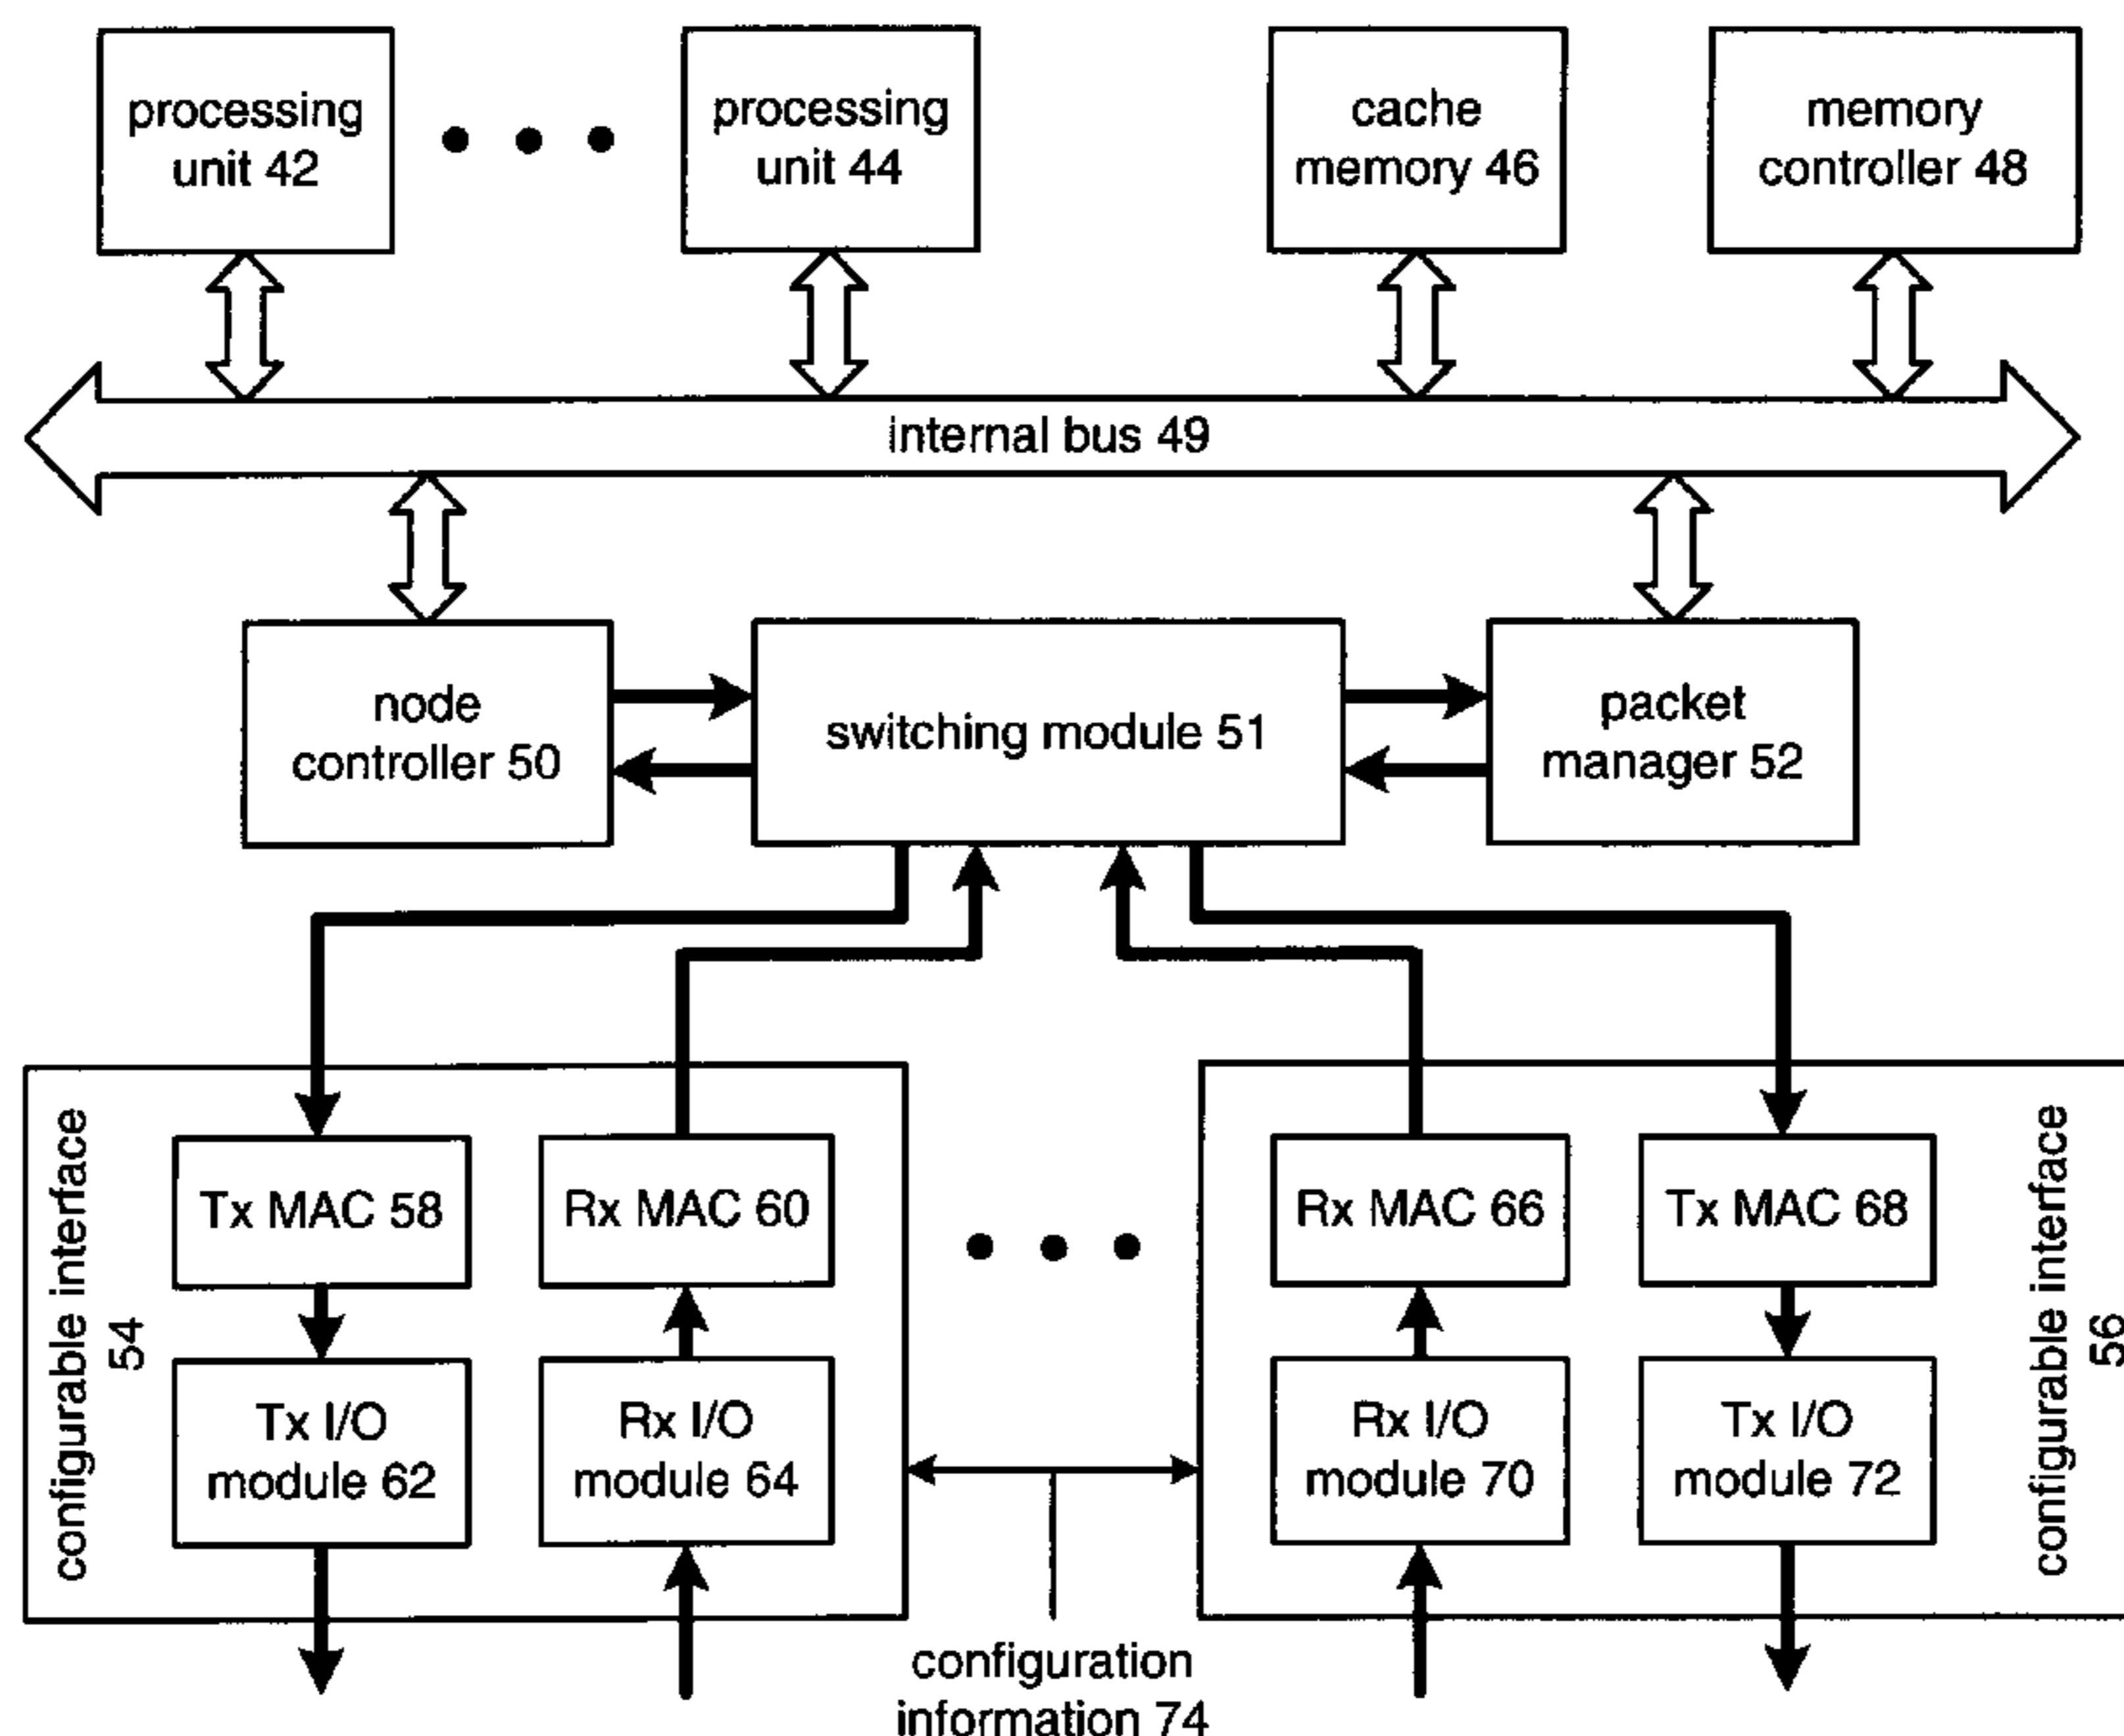 processing
unit 42
processing
unit 44
cache
memory 46
memory
controller 48
internal bus 49
node
controller 50
switching module 51
packet
manager 52
configurable interface
54
Tx MAC 58
Rx MAC 60
Tx I/O
module 62
Rx I/O
module 64
Rx MAC 66
Tx MAC 68
Rx I/O
module 70
Tx I/O
module 72
configurable interface
56
configuration
information 74